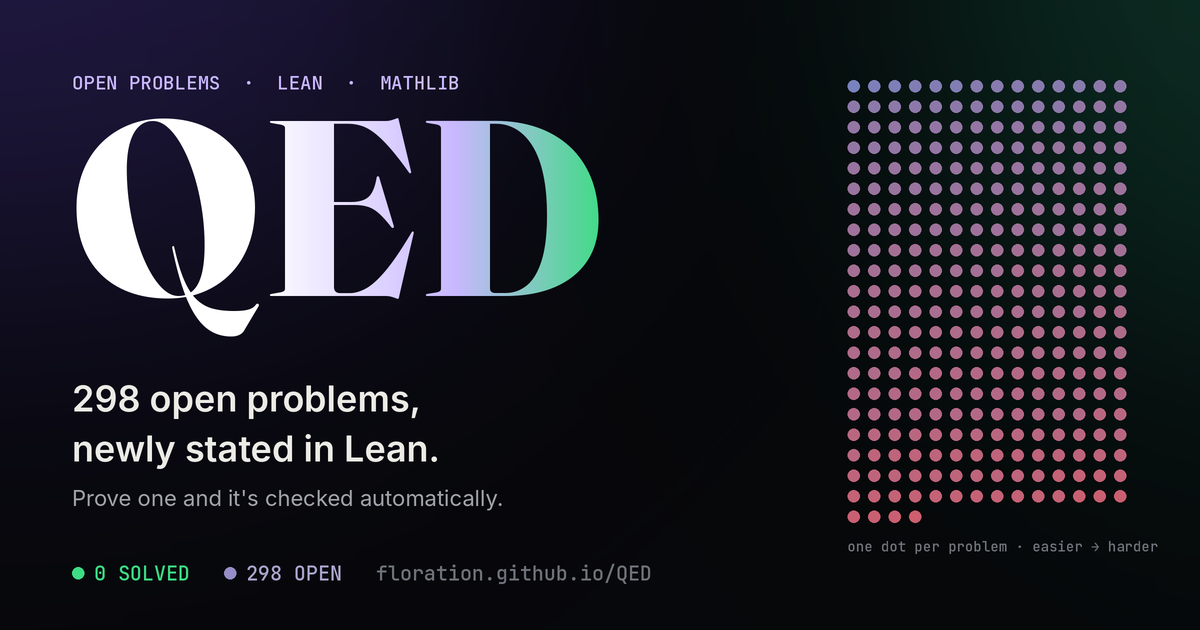 OPEN PROBLEMS · LEAN · MATHLIB
QED
298 open problems,
newly stated in Lean.
Prove one and it's checked automatically.
0 SOLVED 298 OPEN floration.github.io/QED
one dot per problem · easier → harder